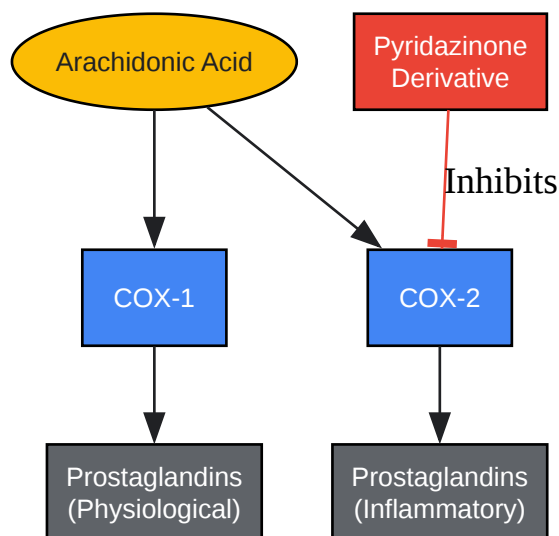 Arachidonic Acid
Pyridazinone
Derivative
Inhibits
COX-1
COX-2
Prostaglandins
(Physiological)
Prostaglandins
(Inflammatory)